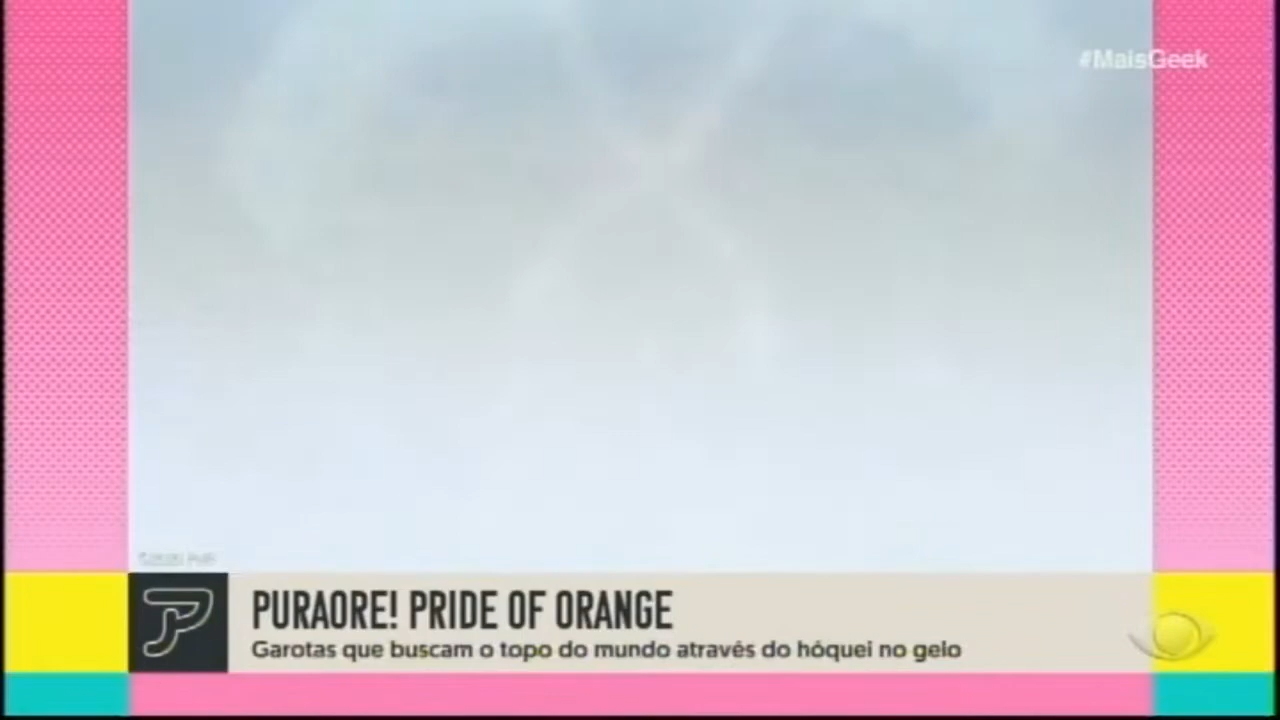 #MaisGeek
PURAORE! PRIDE OF ORANGE
Garotas que buscam o topo do mundo através do hóquei no gelo